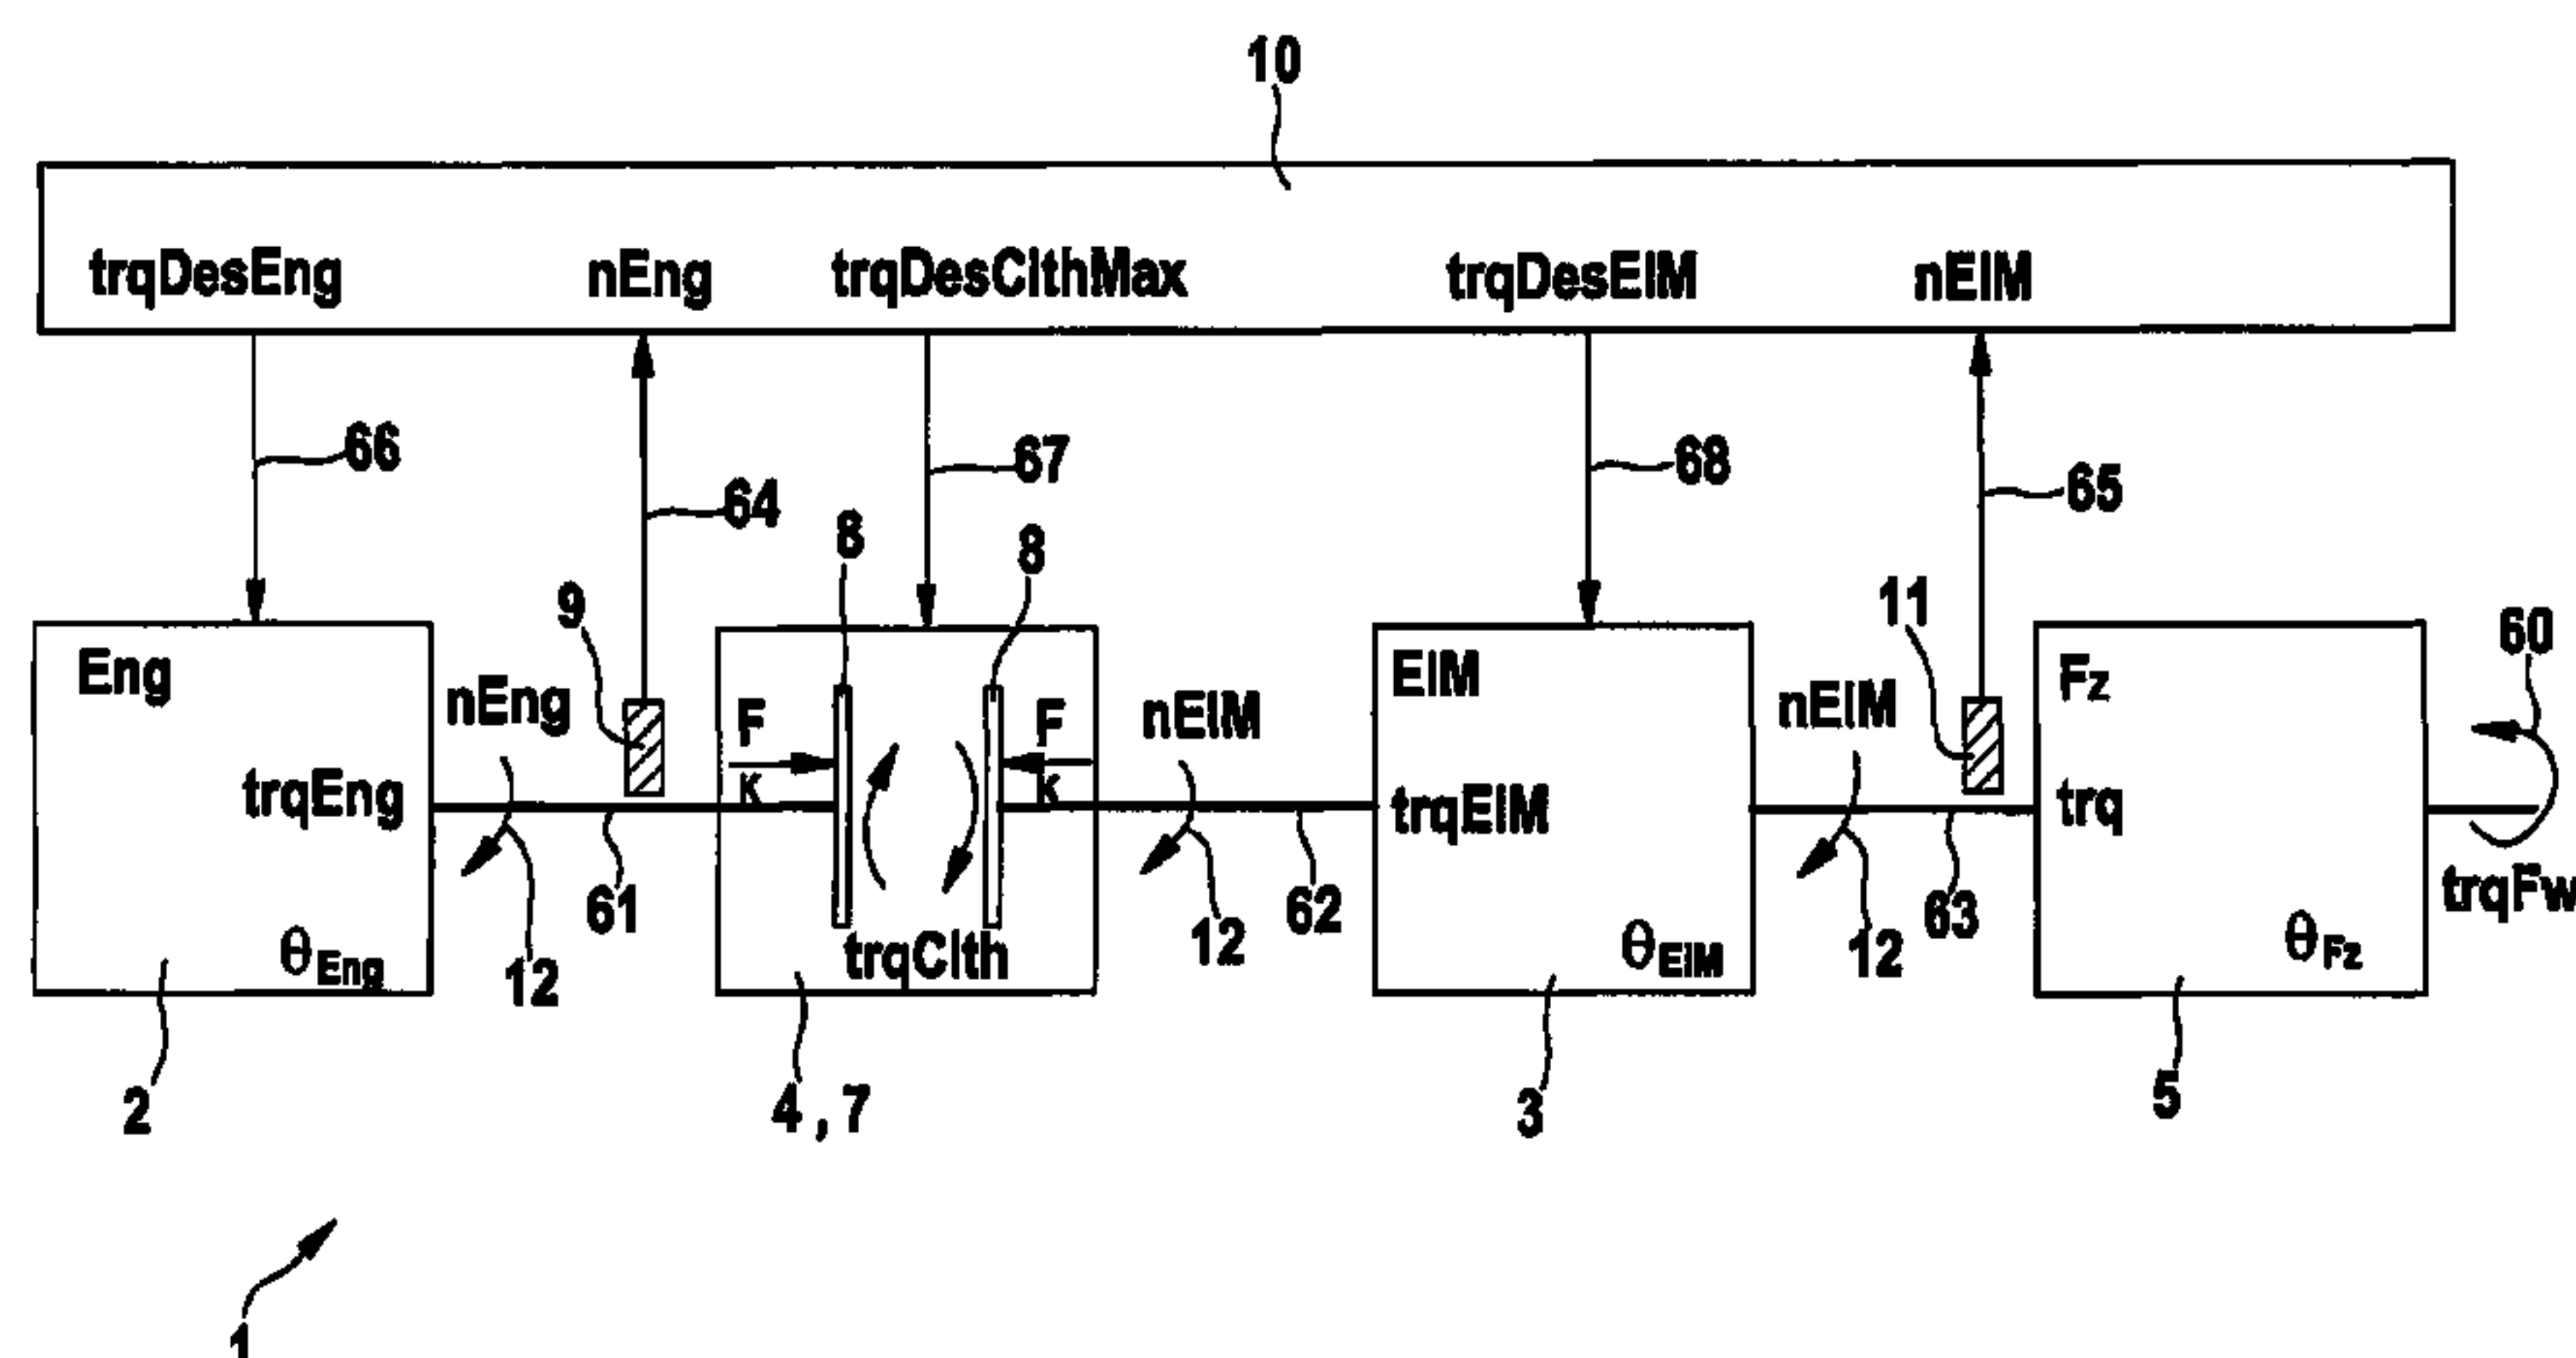 10
trqDesEng nEng trqDesClthMax trqDesElM nElM
66 64 67 68 65
9 8 8 11 60
Eng nEng F F nElM ElM nElM Fz
trqEng K K trqElM trq
θEng 12 61 trqClth 12 62 θElM 12 63 θFz trqFw
2 4,7 3 5
1